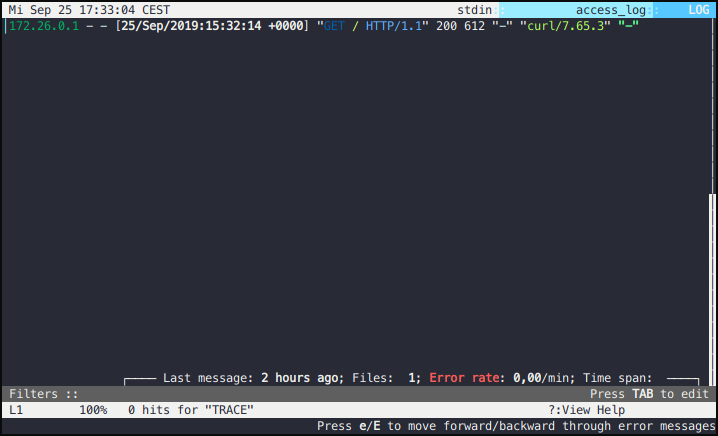 Mi Sep 25 17:33:04 CEST stdin:: access_log:: LOG
172.26.0.1 - - [25/Sep/2019:15:32:14 +0000] "GET / HTTP/1.1" 200 612 "-" "curl/7.65.3" "-"
Last message: 2 hours ago; Files: 1; Error rate: 0,00/min; Time span:
Filters :: Press TAB to edit
L1 100% 0 hits for "TRACE" ?:View Help
Press e/E to move forward/backward through error messages